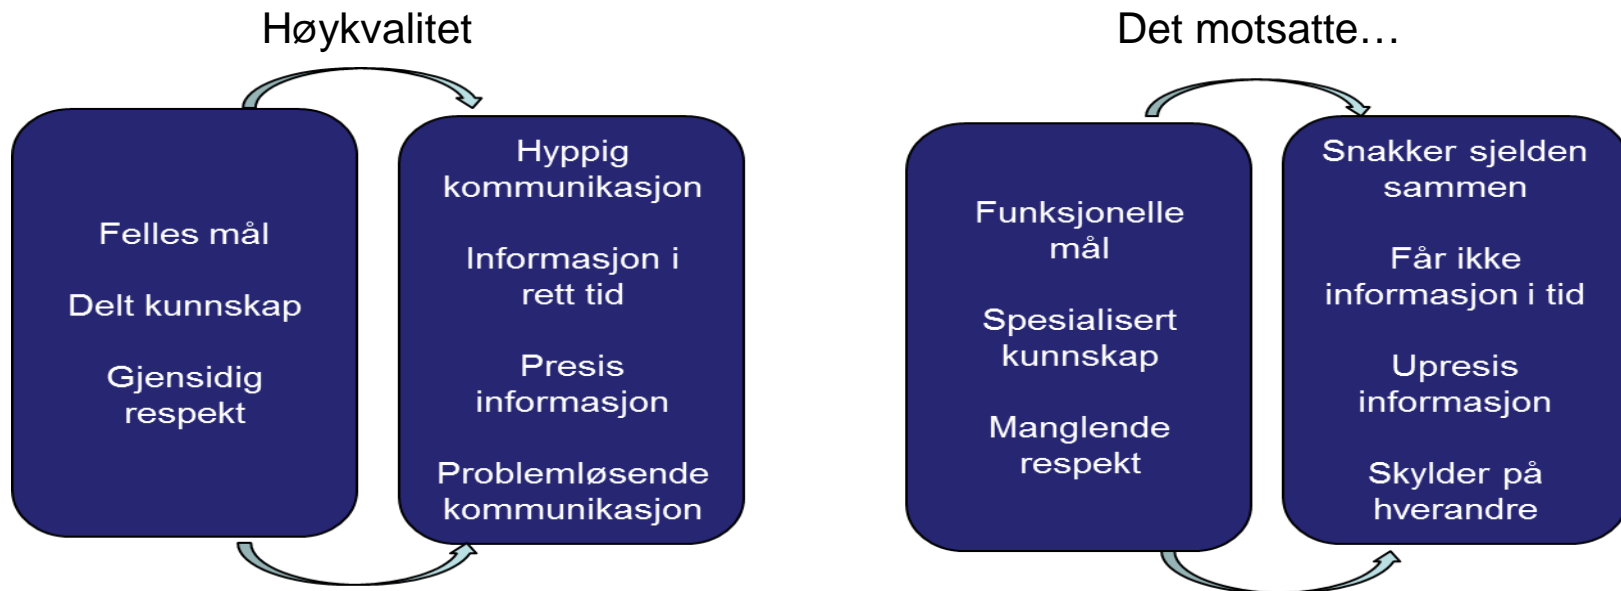 Høykvalitet
Felles mål
Delt kunnskap
Gjensidig
respekt
Hyppig
kommunikasjon
Informasjon i
rett tid
Presis
informasjon
Problemløsende
kommunikasjon
Det motsatte…
Funksjonelle
mål
Spesialisert
kunnskap
Manglende
respekt
Snakker sjelden
sammen
Får ikke
informasjon i tid
Upresis
informasjon
Skylder på
hverandre